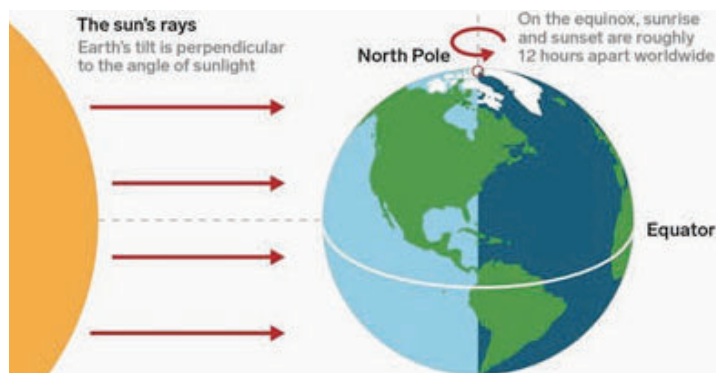 The sun's rays
Earth's tilt is perpendicular
to the angle of sunlight
North Pole
On the equinox, sunrise
and sunset are roughly
12 hours apart worldwide
Equator